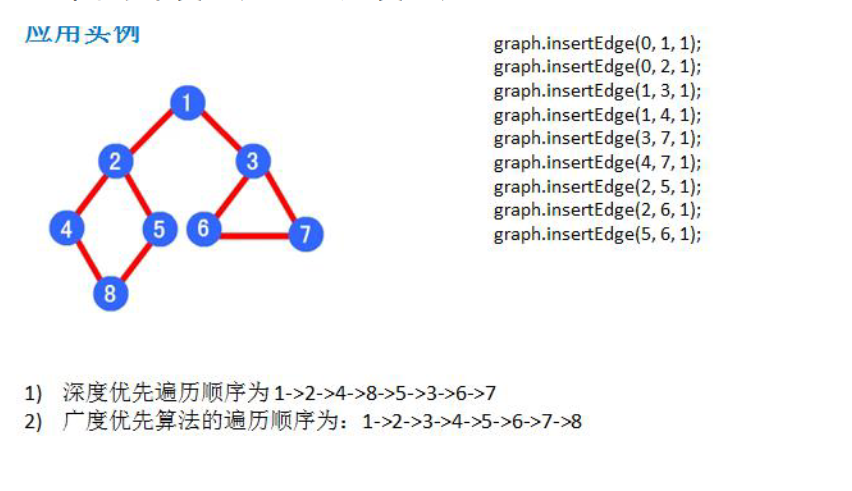 应用实例
graph.insertEdge(0, 1, 1);
graph.insertEdge(0, 2, 1);
graph.insertEdge(1, 3, 1);
graph.insertEdge(1, 4, 1);
graph.insertEdge(3, 7, 1);
graph.insertEdge(4, 7, 1);
graph.insertEdge(2, 5, 1);
graph.insertEdge(2, 6, 1);
graph.insertEdge(5, 6, 1);
1
2 3
4 5 6 7
8
1) 深度优先遍历顺序为 1->2->4->8->5->3->6->7
2) 广度优先算法的遍历顺序为：1->2->3->4->5->6->7->8